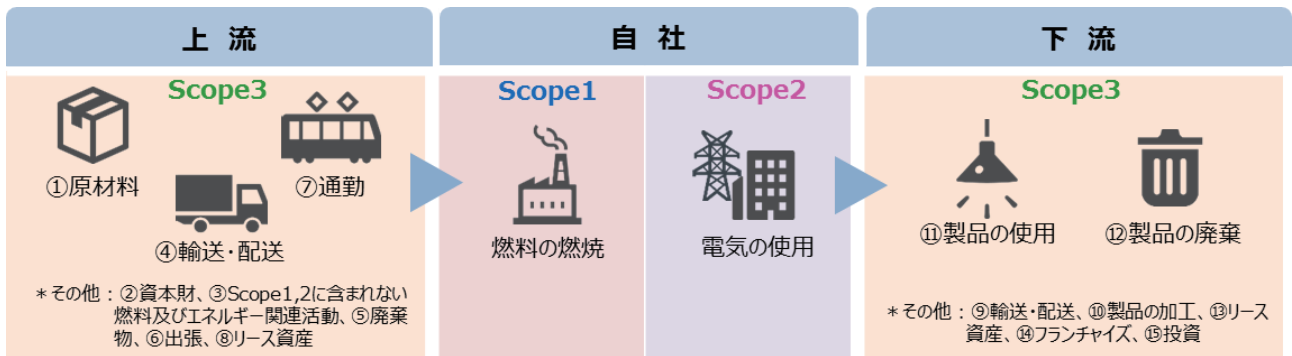 上 流
Scope3
①原材料
⑦通勤
④輸送・配送
＊その他：②資本財、③Scope1,2に含まれない
燃料及びエネルギー関連活動、⑤廃棄
物、⑥出張、⑧リース資産
自 社
Scope1
燃料の燃焼
Scope2
電気の使用
下 流
Scope3
⑪製品の使用
⑫製品の廃棄
＊その他：⑨輸送・配送、⑩製品の加工、⑬リース
資産、⑭フランチャイズ、⑮投資